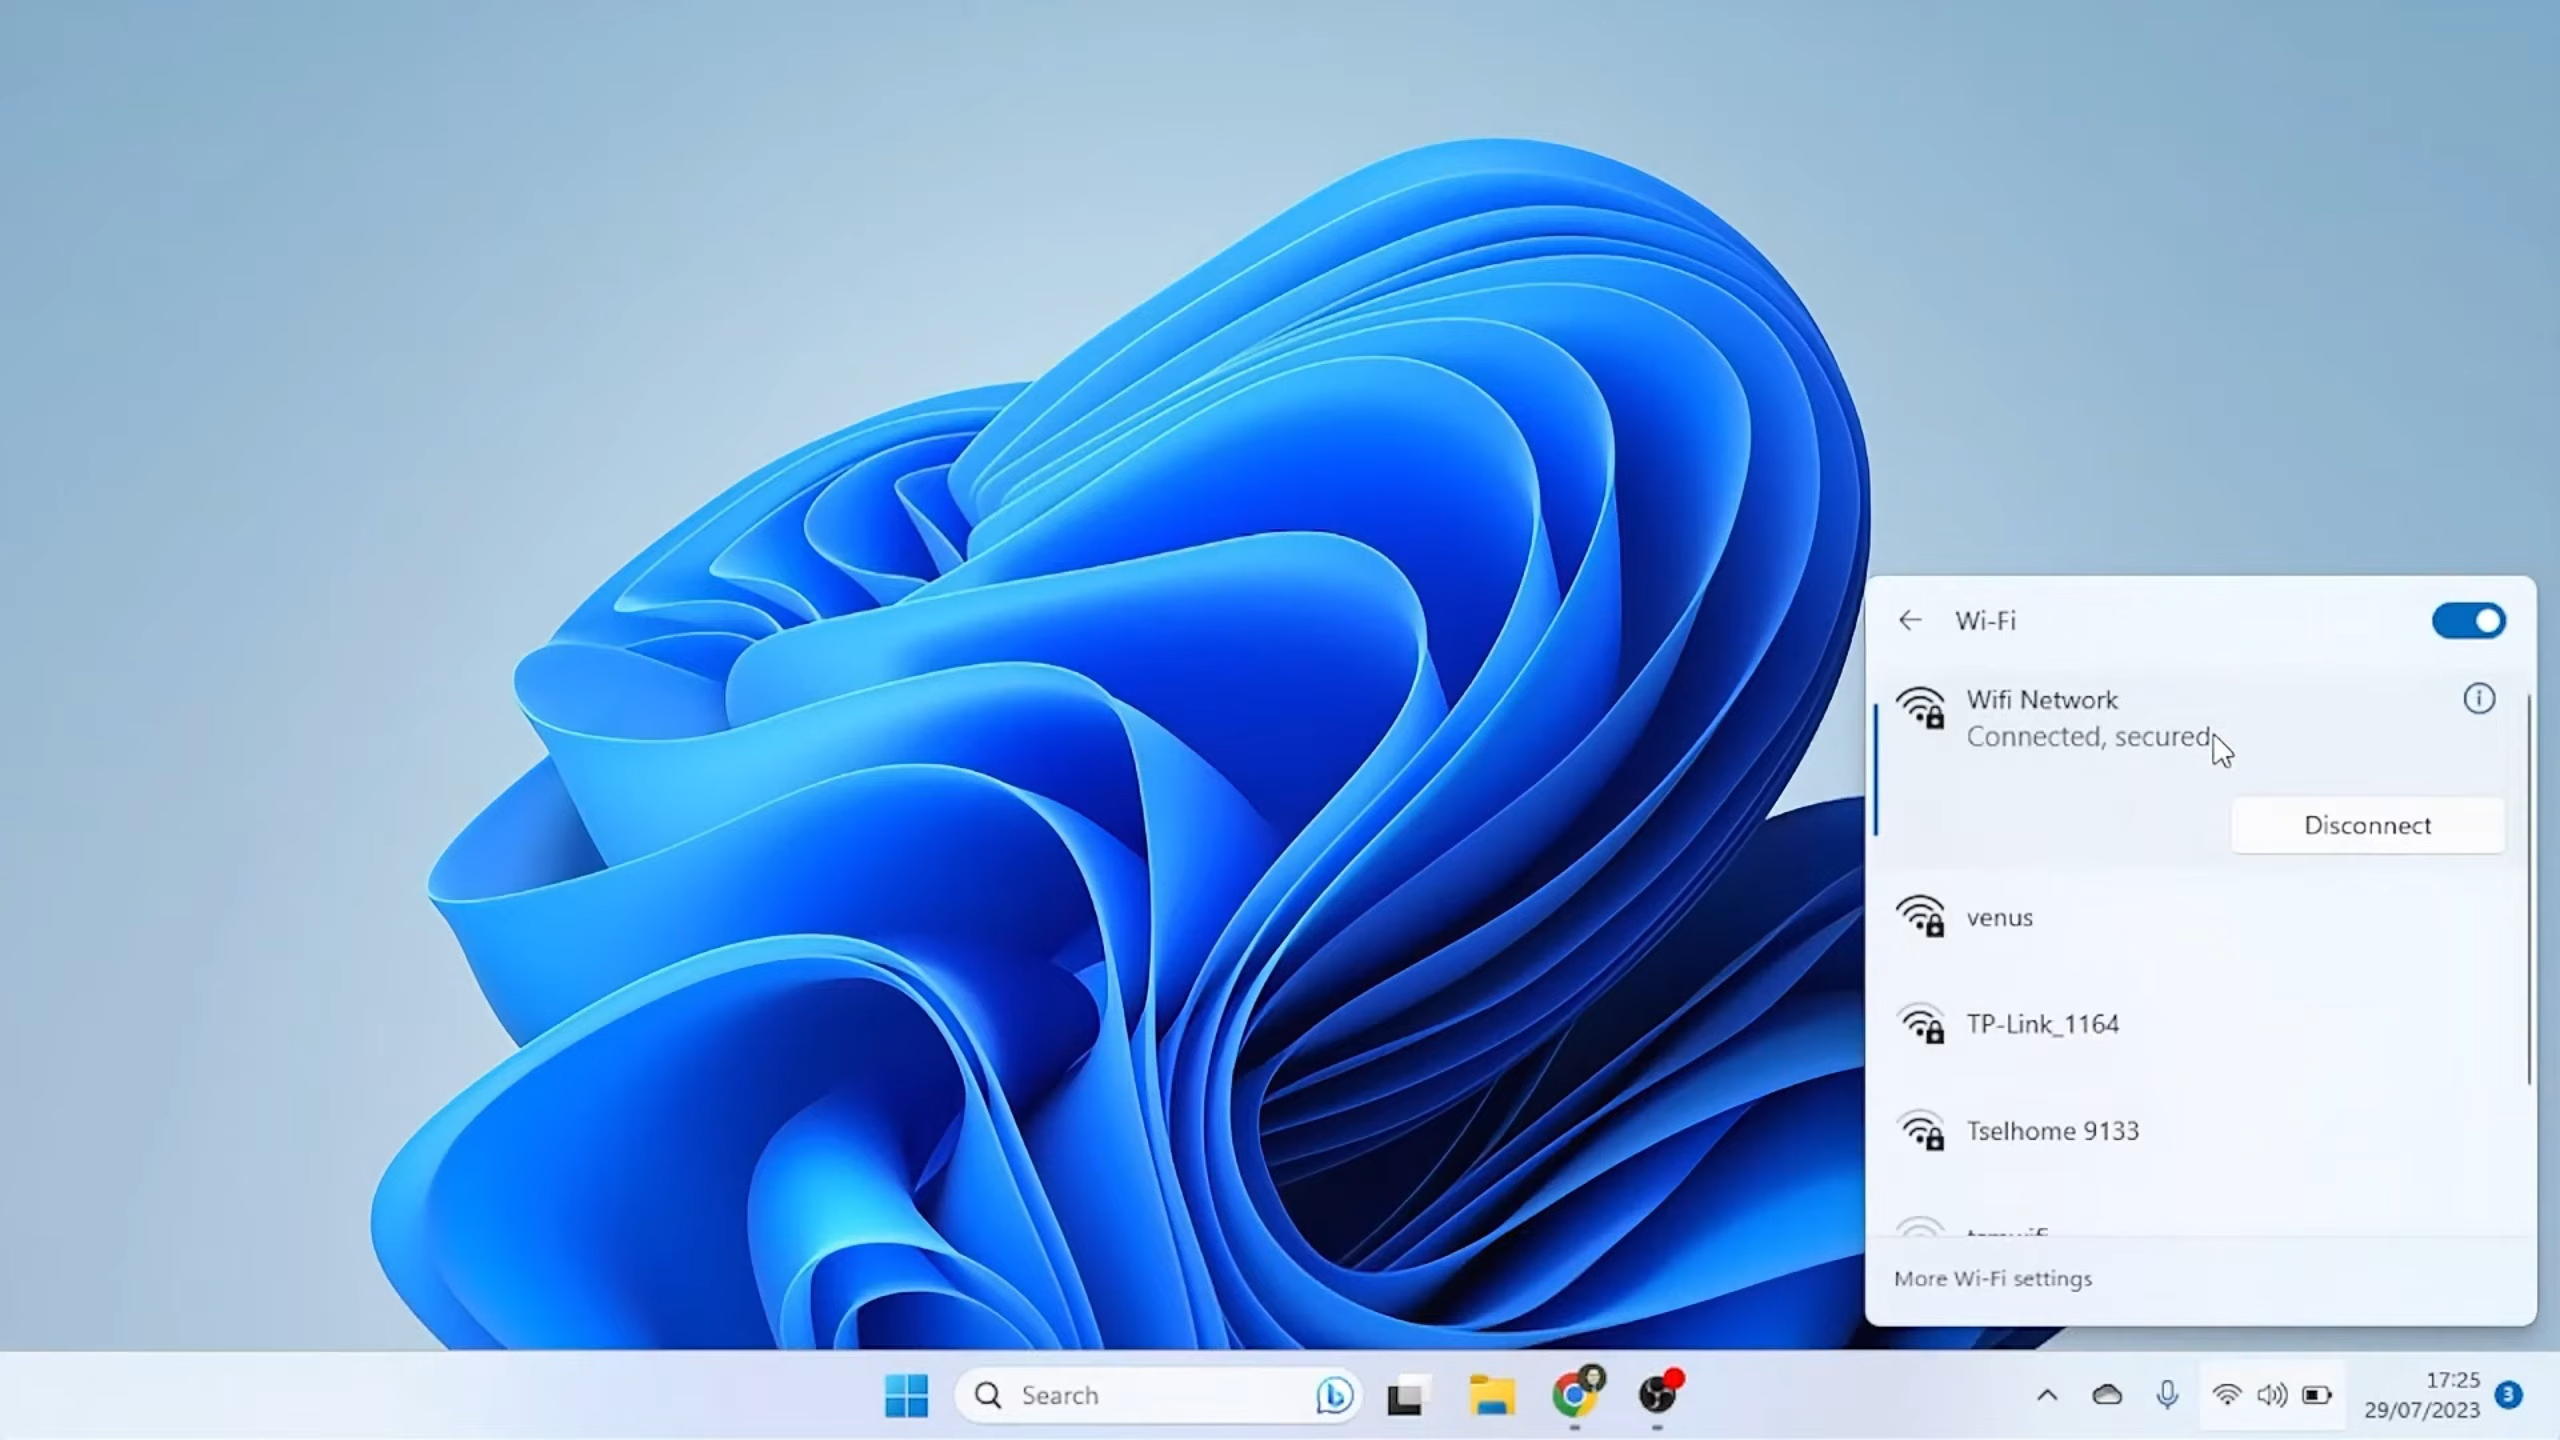 Wi-Fi
Wifi Network
Connected, secured
Disconnect
venus
TP-Link_1164
Tselhome 9133
More Wi-Fi settings
Search
17:25
29/07/2023
3